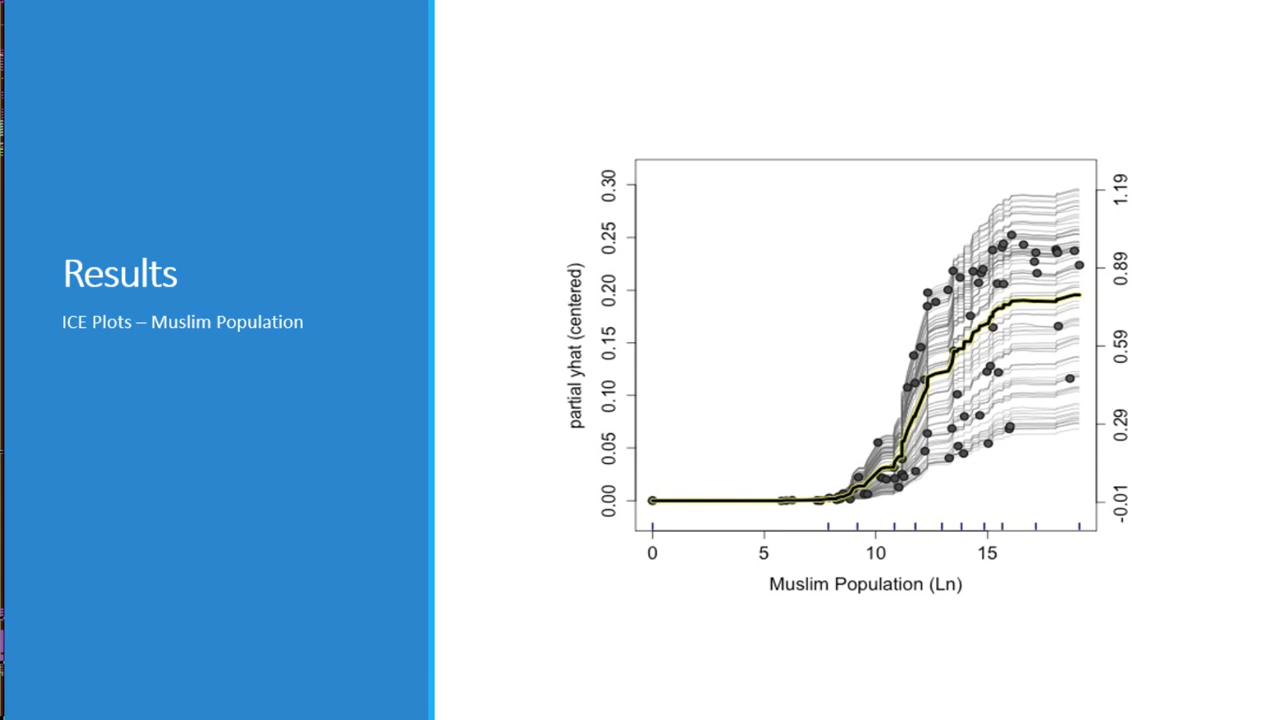 Results
ICE Plots – Muslim Population
partial yhat (centered)
0.30
0.25
0.20
0.15
0.10
0.05
0.00
1.19
0.89
0.59
0.29
-0.01
0 5 10 15
Muslim Population (Ln)